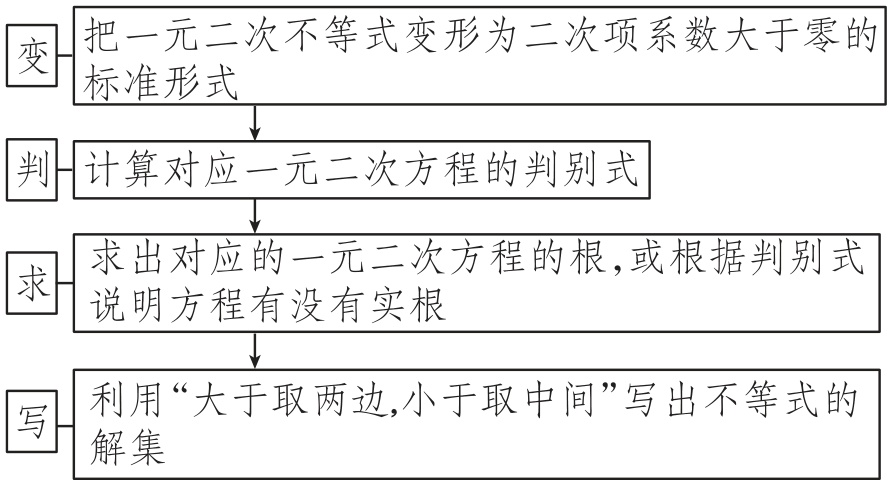 变
把一元二次不等式变形为二次项系数大于零的
标准形式
判
计算对应一元二次方程的判别式
求
求出对应的一元二次方程的根,或根据判别式
说明方程有没有实根
写
利用“大于取两边,小于取中间”写出不等式的
解集